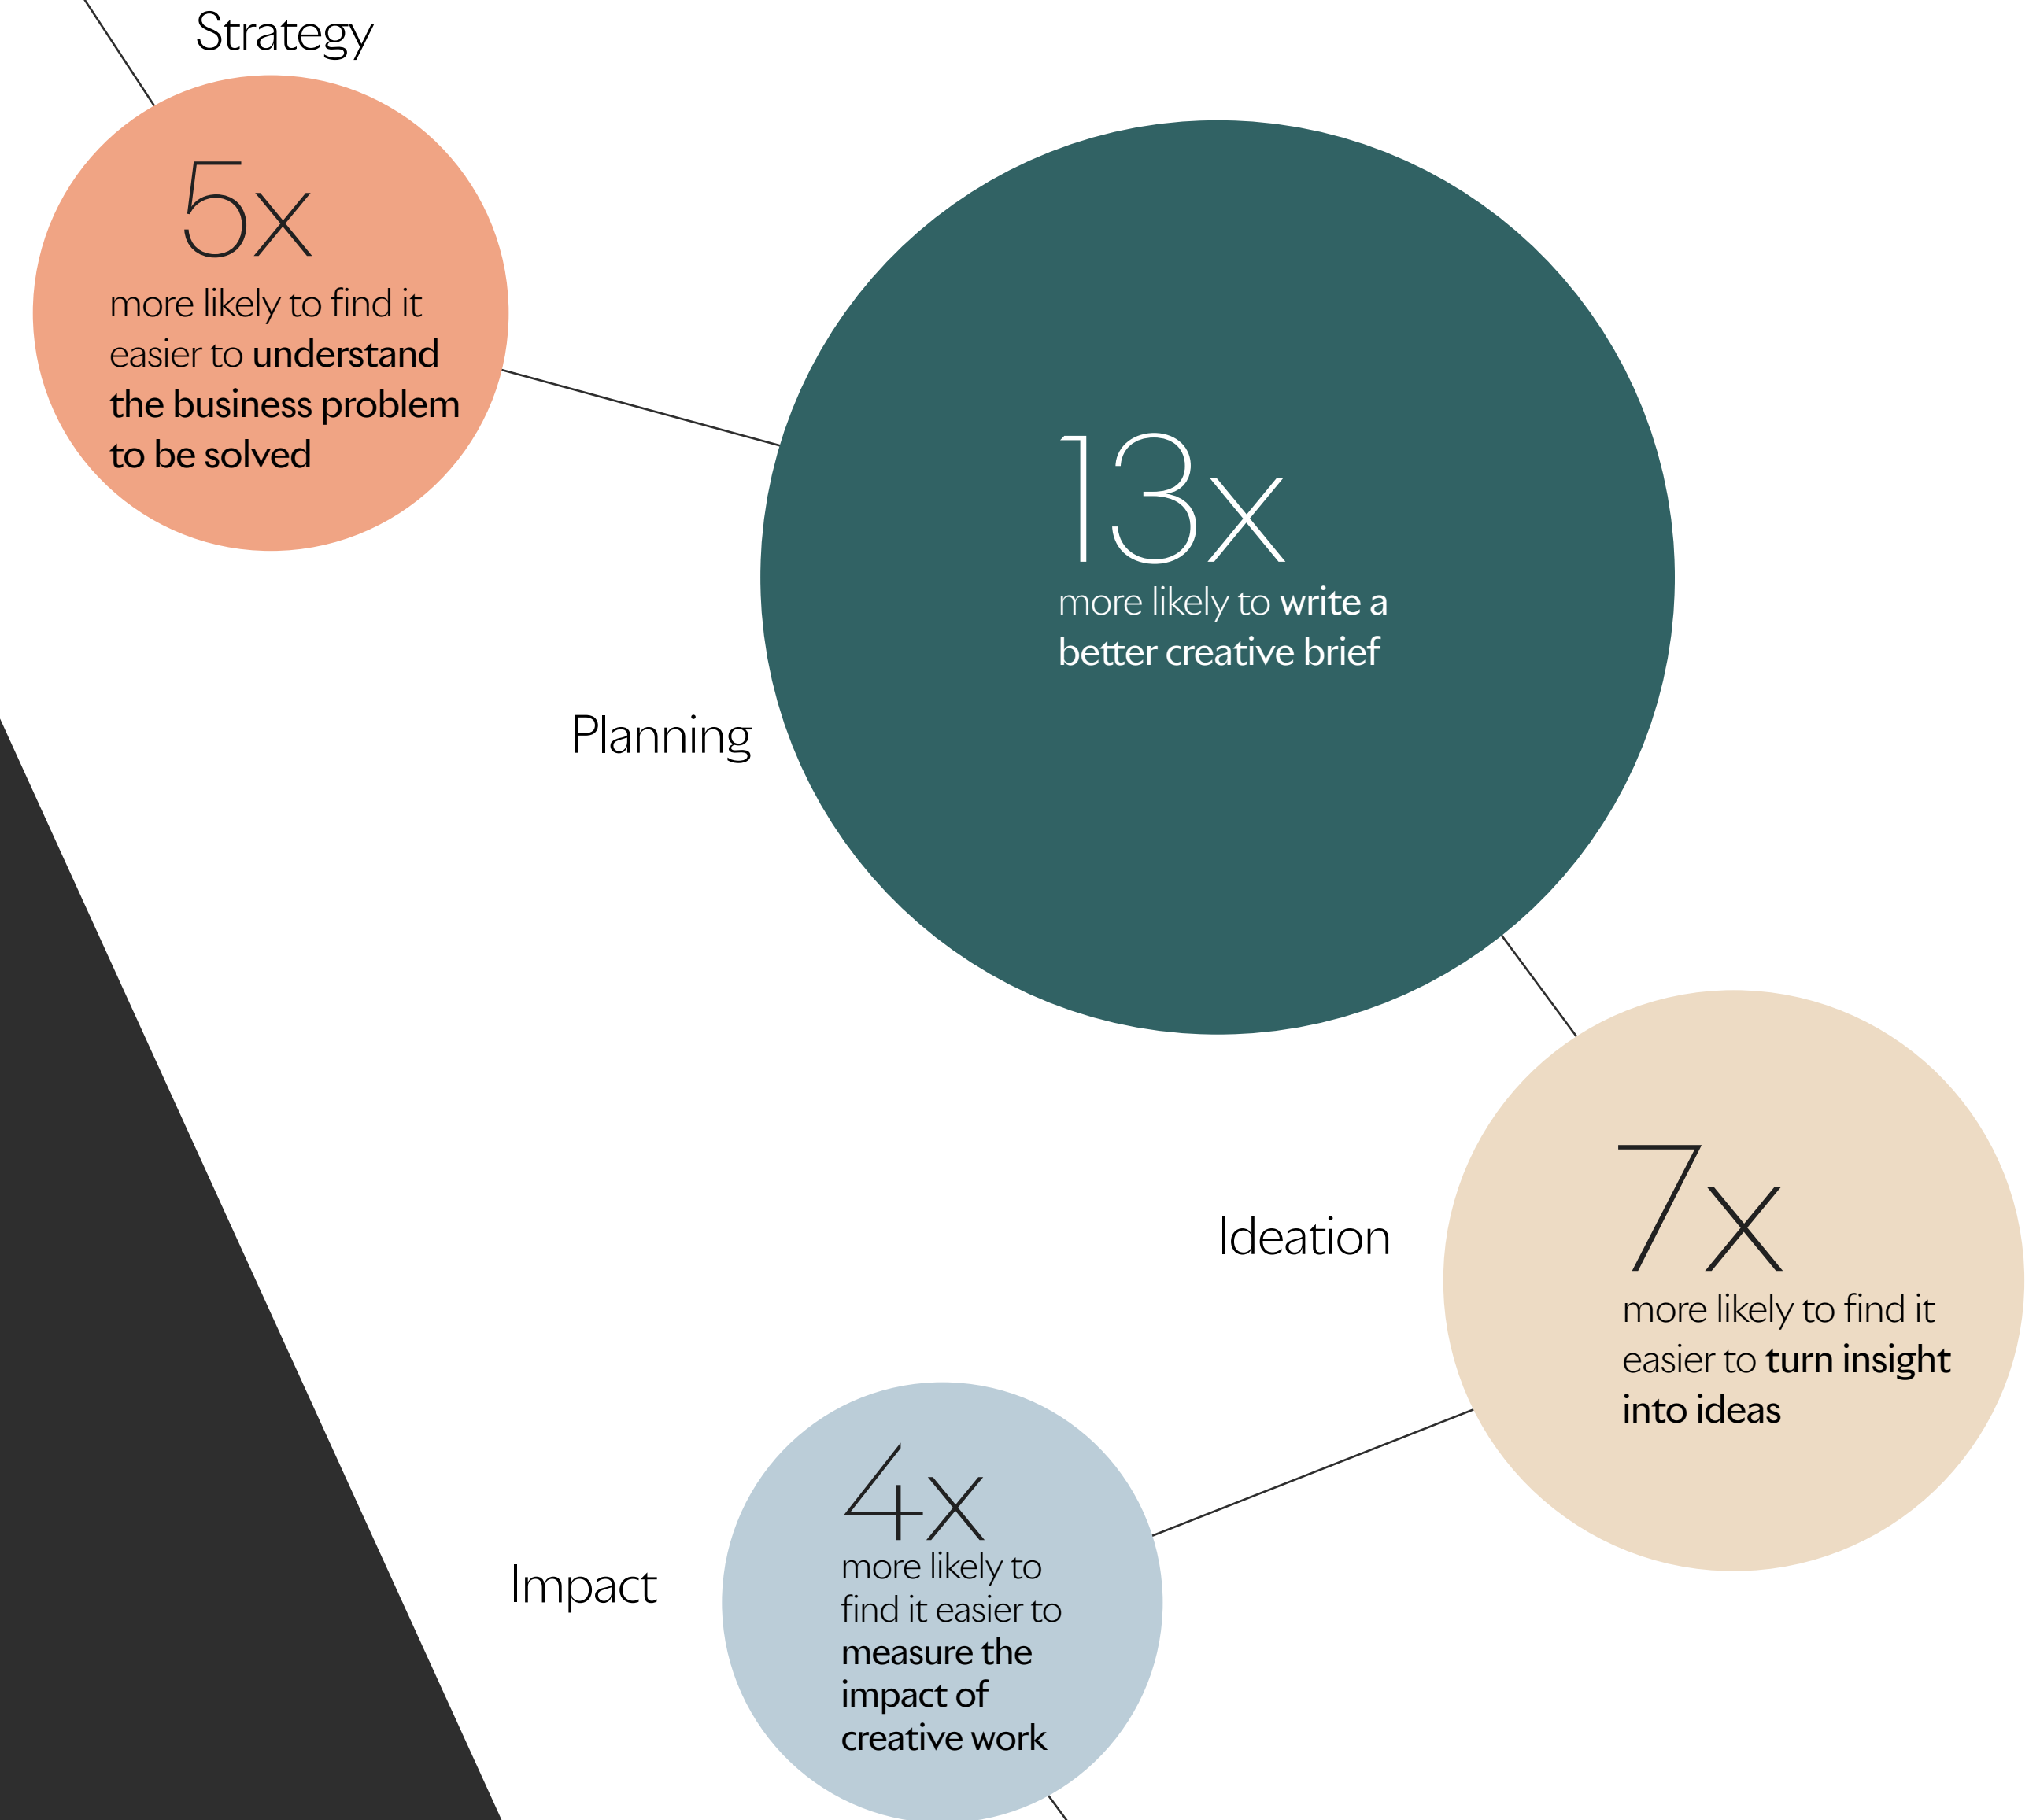 Strategy
5x
more likely to find it
easier to understand
the business problem
to be solved
13x
more likely to write a
better creative brief
Planning
7x
more likely to find it
easier to turn insight
into ideas
Ideation
4x
more likely to
find it easier to
measure the
impact of
creative work
Impact